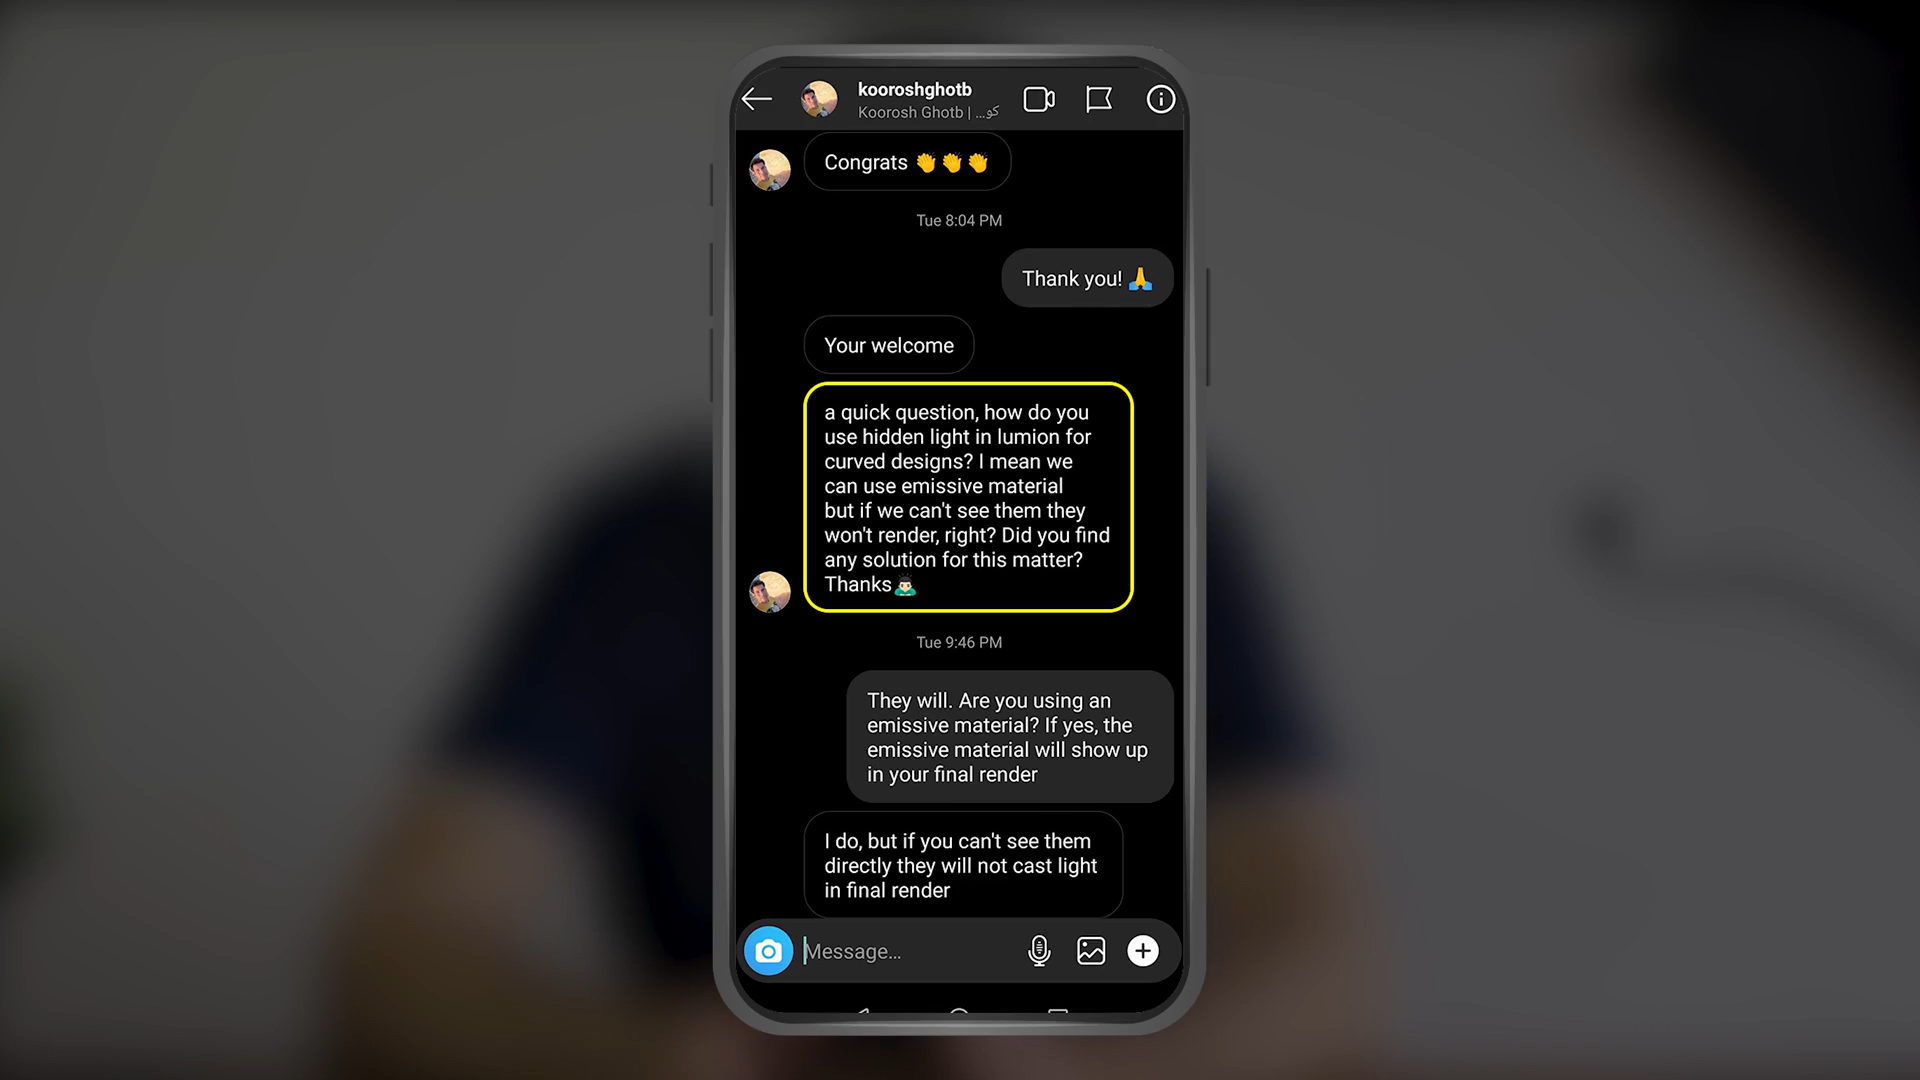 kooroshghotb
Koorosh Ghotb | کو...
Congrats 👏👏👏
Tue 8:04 PM
Thank you! 🙏
Your welcome
a quick question, how do you
use hidden light in lumion for
curved designs? I mean we
can use emissive material
but if we can't see them they
won't render, right? Did you find
any solution for this matter?
Thanks🙇🏻
Tue 9:46 PM
They will. Are you using an
emissive material? If yes, the
emissive material will show up
in your final render
I do, but if you can't see them
directly they will not cast light
in final render
Message...